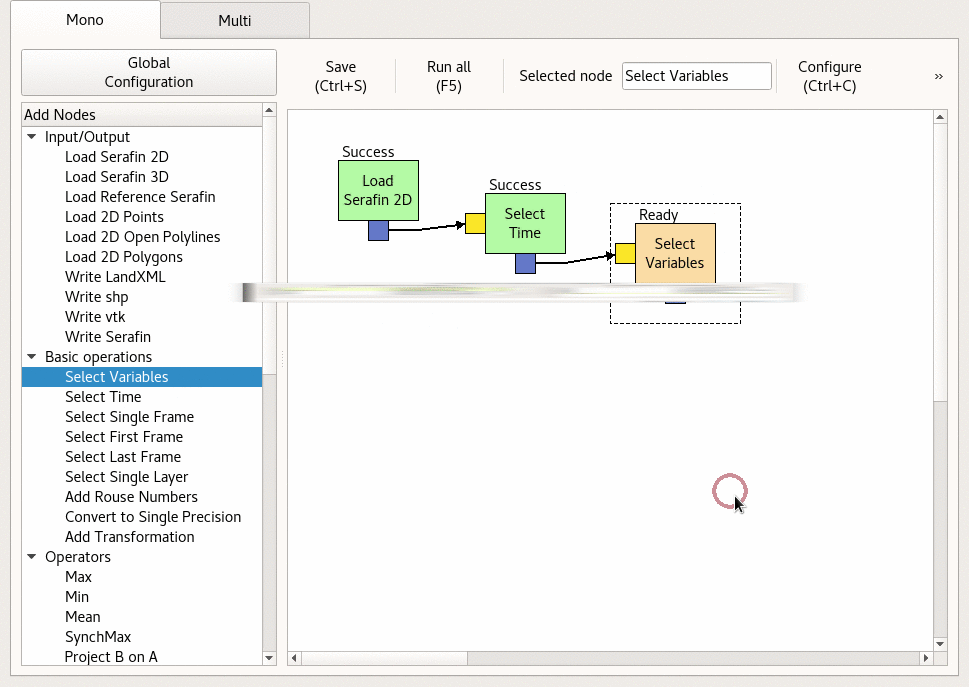 Mono
Multi
Global
Configuration
Save
(Ctrl+S)
Run all
(F5)
Selected node
Select Variables
Configure
(Ctrl+C)
»
Add Nodes
Input/Output
Load Serafin 2D
Load Serafin 3D
Load Reference Serafin
Load 2D Points
Load 2D Open Polylines
Load 2D Polygons
Write LandXML
Write shp
Write vtk
Write Serafin
Basic operations
Select Variables
Select Time
Select Single Frame
Select First Frame
Select Last Frame
Select Single Layer
Add Rouse Numbers
Convert to Single Precision
Add Transformation
Operators
Max
Min
Mean
SynchMax
Project B on A
Success
Load
Serafin 2D
Success
Select
Time
Ready
Select
Variables